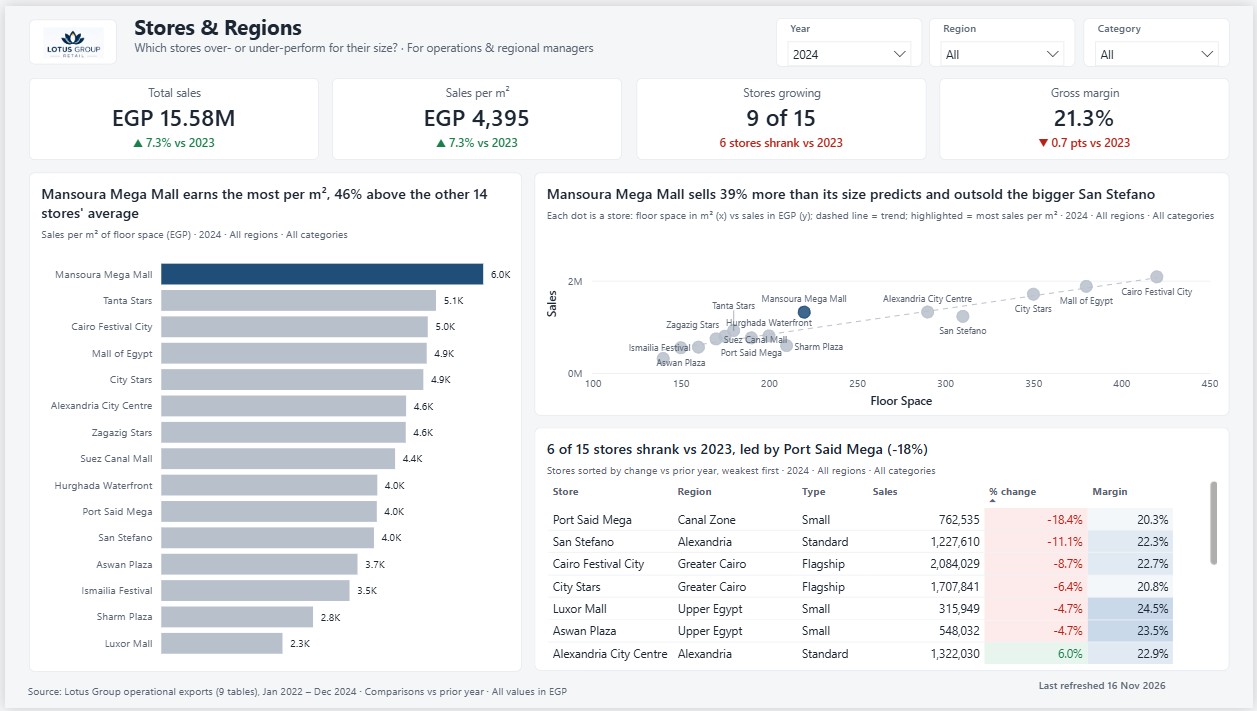 LOTUS GROUP
RETAIL
Stores & Regions
Which stores over- or under-perform for their size? · For operations & regional managers
Year
2024
Region
All
Category
All
Total sales
EGP 15.58M
▲ 7.3% vs 2023
Sales per m²
EGP 4,395
▲ 7.3% vs 2023
Stores growing
9 of 15
6 stores shrank vs 2023
Gross margin
21.3%
▼ 0.7 pts vs 2023
Mansoura Mega Mall earns the most per m², 46% above the other 14
stores' average
Sales per m² of floor space (EGP) · 2024 · All regions · All categories
Mansoura Mega Mall 6.0K
Tanta Stars 5.1K
Cairo Festival City 5.0K
Mall of Egypt 4.9K
City Stars 4.9K
Alexandria City Centre 4.6K
Zagazig Stars 4.6K
Suez Canal Mall 4.4K
Hurghada Waterfront 4.0K
Port Said Mega 4.0K
San Stefano 4.0K
Aswan Plaza 3.7K
Ismailia Festival 3.5K
Sharm Plaza 2.8K
Luxor Mall 2.3K
Mansoura Mega Mall sells 39% more than its size predicts and outsold the bigger San Stefano
Each dot is a store: floor space in m² (x) vs sales in EGP (y); dashed line = trend; highlighted = most sales per m² · 2024 · All regions · All categories
Sales
2M
0M
Mansoura Mega Mall
Alexandria City Centre
Cairo Festival City
Tanta Stars
Mall of Egypt
City Stars
Zagazig Stars
Hurghada Waterfront
San Stefano
Suez Canal Mall
Ismailia Festival
Sharm Plaza
Port Said Mega
Aswan Plaza
100 150 200 250 300 350 400 450
Floor Space
6 of 15 stores shrank vs 2023, led by Port Said Mega (-18%)
Stores sorted by change vs prior year, weakest first · 2024 · All regions · All categories
Store Region Type Sales % change Margin
Port Said Mega Canal Zone Small 762,535 -18.4% 20.3%
San Stefano Alexandria Standard 1,227,610 -11.1% 22.3%
Cairo Festival City Greater Cairo Flagship 2,084,029 -8.7% 22.7%
City Stars Greater Cairo Flagship 1,707,841 -6.4% 20.8%
Luxor Mall Upper Egypt Small 315,949 -4.7% 24.5%
Aswan Plaza Upper Egypt Small 548,032 -4.7% 23.5%
Alexandria City Centre Alexandria Standard 1,322,030 6.0% 22.9%
Source: Lotus Group operational exports (9 tables), Jan 2022 – Dec 2024 · Comparisons vs prior year · All values in EGP
Last refreshed 16 Nov 2026